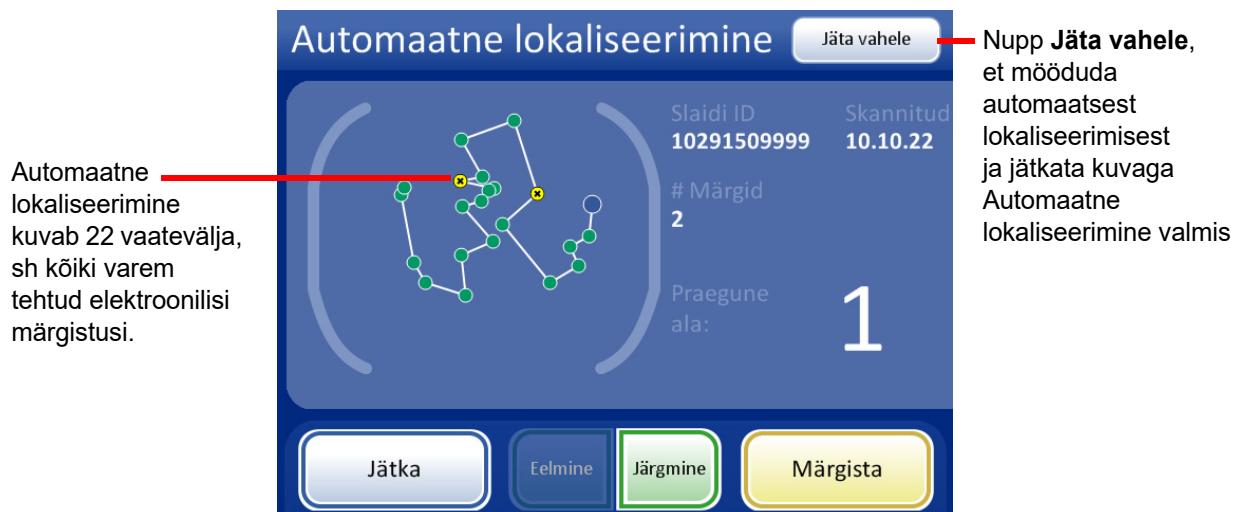 Automaatne
lokaliseerimine
kuvab 22 vaatevälja,
sh kõiki varem
tehtud elektroonilisi
märgistusi.
Automaatne lokaliseerimine
Jäta vahele
Slaidi ID
Skannitud
10291509999
10.10.22
# Märgid
2
Praegune
ala:
1
Jätka
Eelmine
Järgmine
Märgista
Nupp Jäta vahele,
et mööduda
automaatsest
lokaliseerimisest
ja jätkata kuvaga
Automaatne
lokaliseerimine valmis